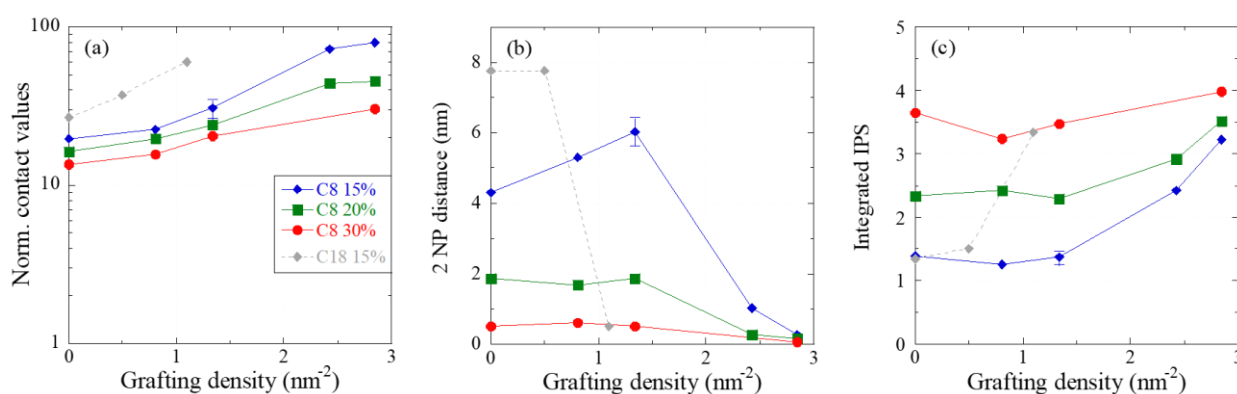 100
10
1
0
1
2
3
(a)
Norm. contact values
Grafting density (nm-2)
C8 15%
C8 20%
C8 30%
C18 15%
8
6
4
2
0
0
1
2
3
(b)
2 NP distance (nm)
Grafting density (nm-2)
5
4
3
2
1
0
0
1
2
3
(c)
Integrated IPS
Grafting density (nm-2)